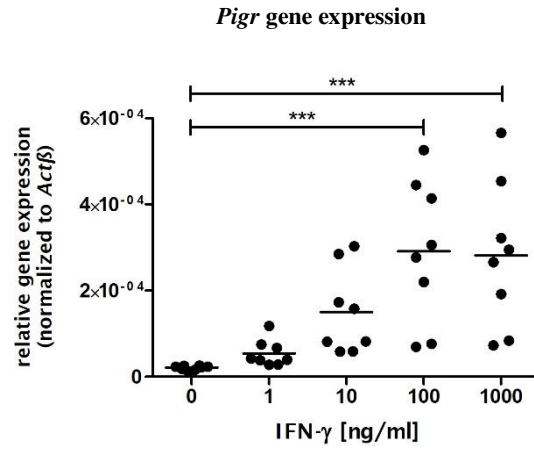 Pigr gene expression
***
***
relative gene expression
(normalized to Actß)
6×10⁻⁰⁴
4×10⁻⁰⁴
2×10⁻⁰⁴
0
0 1 10 100 1000
IFN-γ [ng/ml]